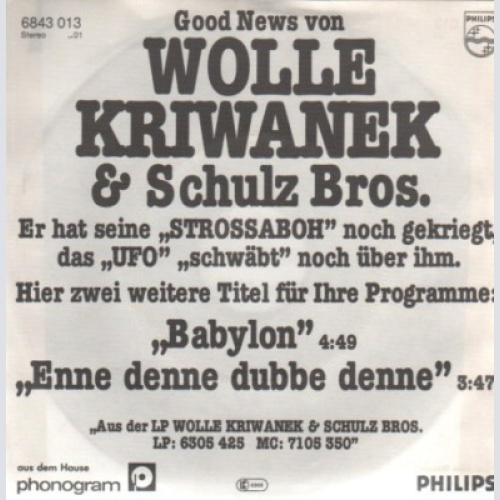 6843 013
Stereo ..01
Good News von
PHILIPS
WOLLE
KRIWANEK
& Schulz Bros.
Er hat seine „STROSSABOH” noch gekriegt,
das „UFO” „schwäbt” noch über ihm.
Hier zwei weitere Titel für Ihre Programme:
„Babylon” 4:49
„Enne denne dubbe denne” 3:47
„Aus der LP WOLLE KRIWANEK & SCHULZ BROS.
LP: 6305 425 MC: 7105 350”
aus dem House
phonogram p
PHILIPS